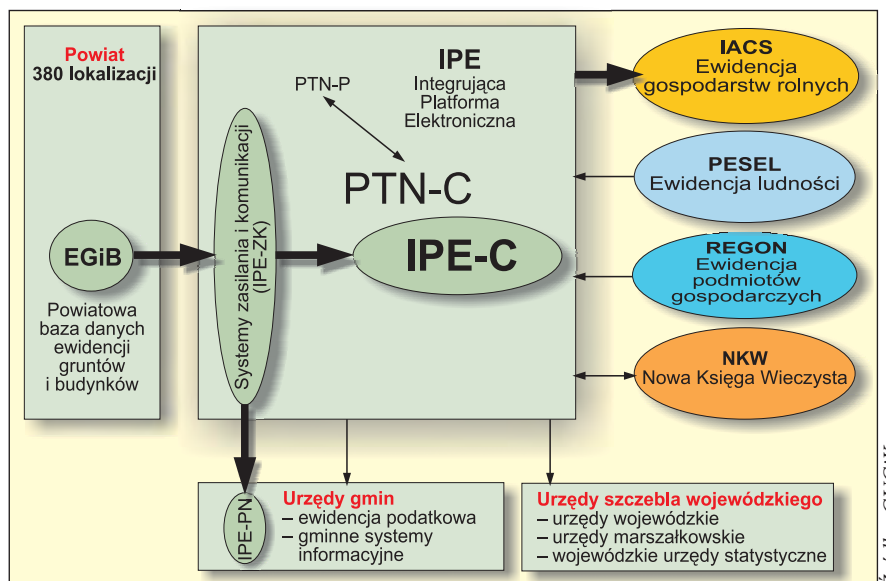 Powiat
380 lokalizacji
EGiB
Powiatowa
baza danych
ewidencji
gruntów
i budynków
Systemy zasilania i komunikacji
(IPE-ZK)
IPE
Integrująca
Platforma
Elektroniczna
PTN-P
PTN-C
IPE-C
IACS
Ewidencja
gospodarstw rolnych
PESEL
Ewidencja ludności
REGON
Ewidencja
podmiotów
gospodarczych
NKW
Nowa Księga Wieczysta
IPE-PN
Urzędy gmin
– ewidencja podatkowa
– gminne systemy
informacyjne
Urzędy szczebla wojewódzkiego
– urzędy wojewódzkie
– urzędy marszałkowskie
– wojewódzkie urzędy statystyczne